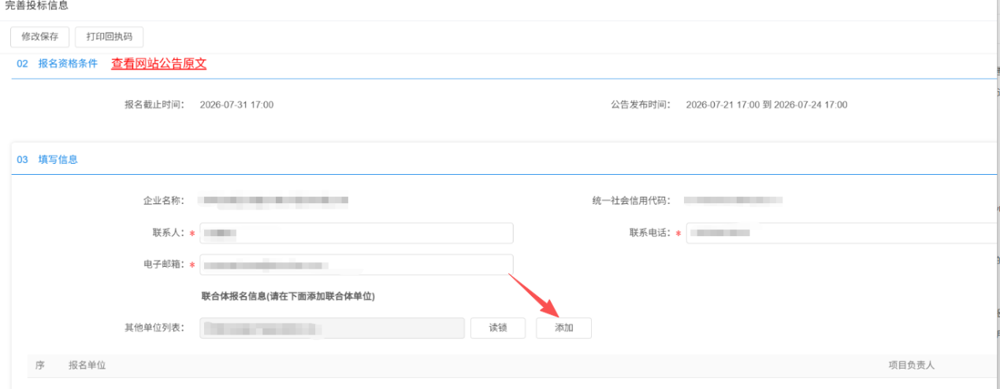 完善投标信息
修改保存 打印回执码
02 报名资格条件 查看网站公告原文
报名截止时间： 2026-07-31 17:00 公告发布时间： 2026-07-21 17:00 到 2026-07-24 17:00
03 填写信息
企业名称： 统一社会信用代码：
联系人：* 联系电话：*
电子邮箱：*
联合体报名信息(请在下面添加联合体单位)
其他单位列表： 读锁 添加
序 报名单位 项目负责人